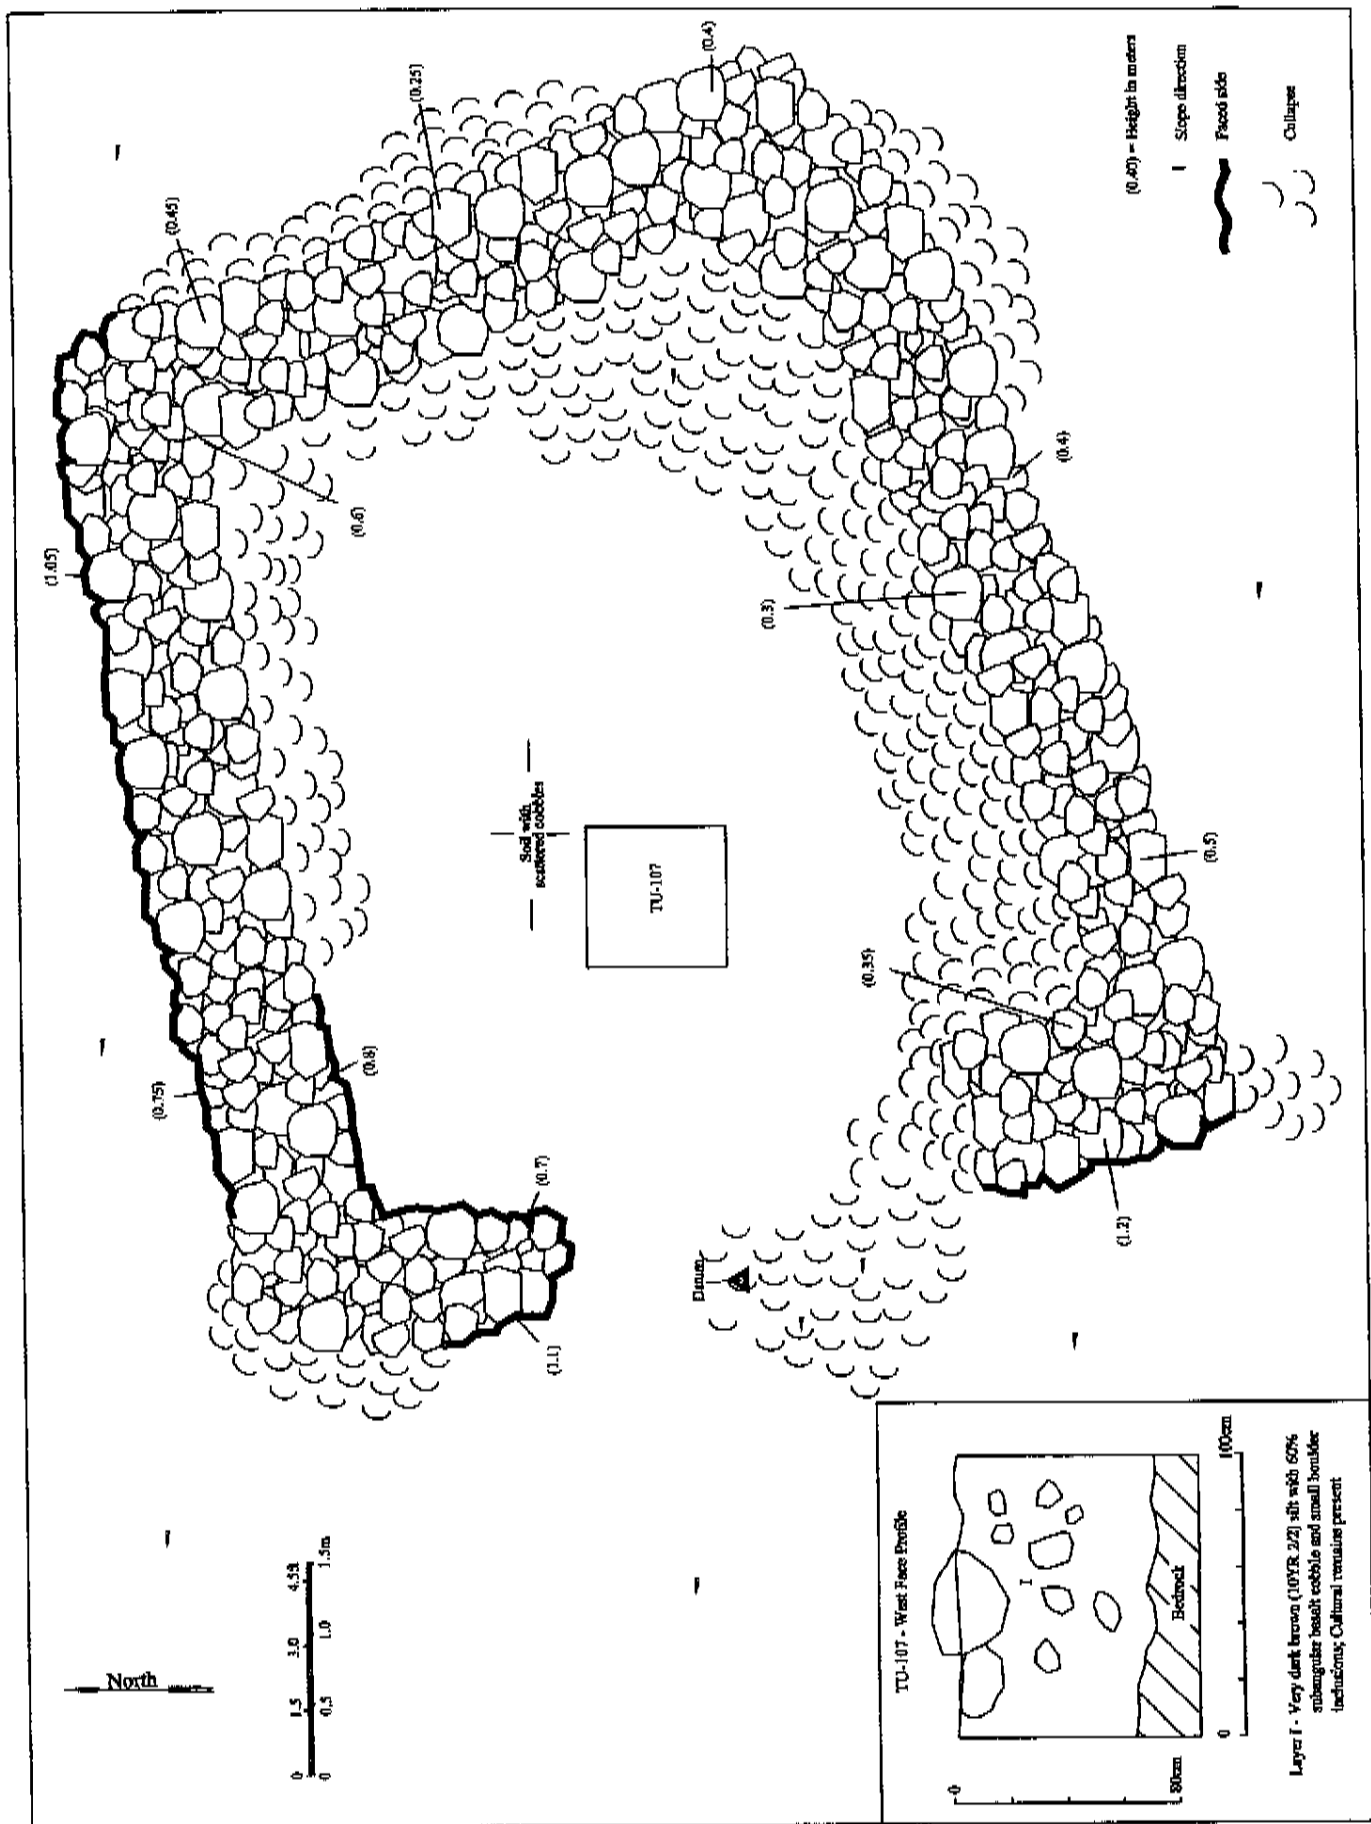 (1.05)
(0.45)
(0.25)
(0.4)
(0.6)
(0.75)
(0.8)
(0.7)
(1.1)
Soil with
scattered cobbles
TU-107
(0.3)
(0.4)
(0.35)
(0.5)
(1.2)
Datum
(0.40) = Height in meters
Slope direction
Faced side
Collapse
North
0 1.5 3.0 4.5ft
0 0.5 1.0 1.5m
TU-107 - West Face Profile
0
80cm
I
Bedrock
0 100cm
Layer I - Very dark brown (10YR 2/2) silt with 60%
subangular basalt cobble and small boulder
inclusions; Cultural remains present